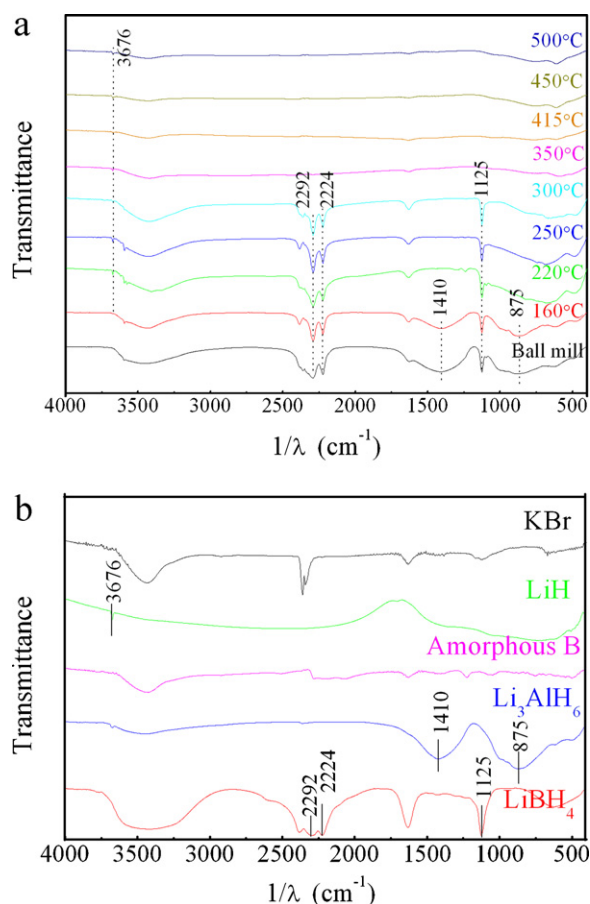 a
3676
500°C
450°C
415°C
350°C
300°C
250°C
220°C
160°C
Ball mill
2292
2224
1125
1410
875
Transmittance
4000 3500 3000 2500 2000 1500 1000 500
1/λ (cm⁻¹)
b
KBr
3676
LiH
Amorphous B
Li₃AlH₆
1410
875
2292
2224
1125
LiBH₄
Transmittance
4000 3500 3000 2500 2000 1500 1000 500
1/λ (cm⁻¹)